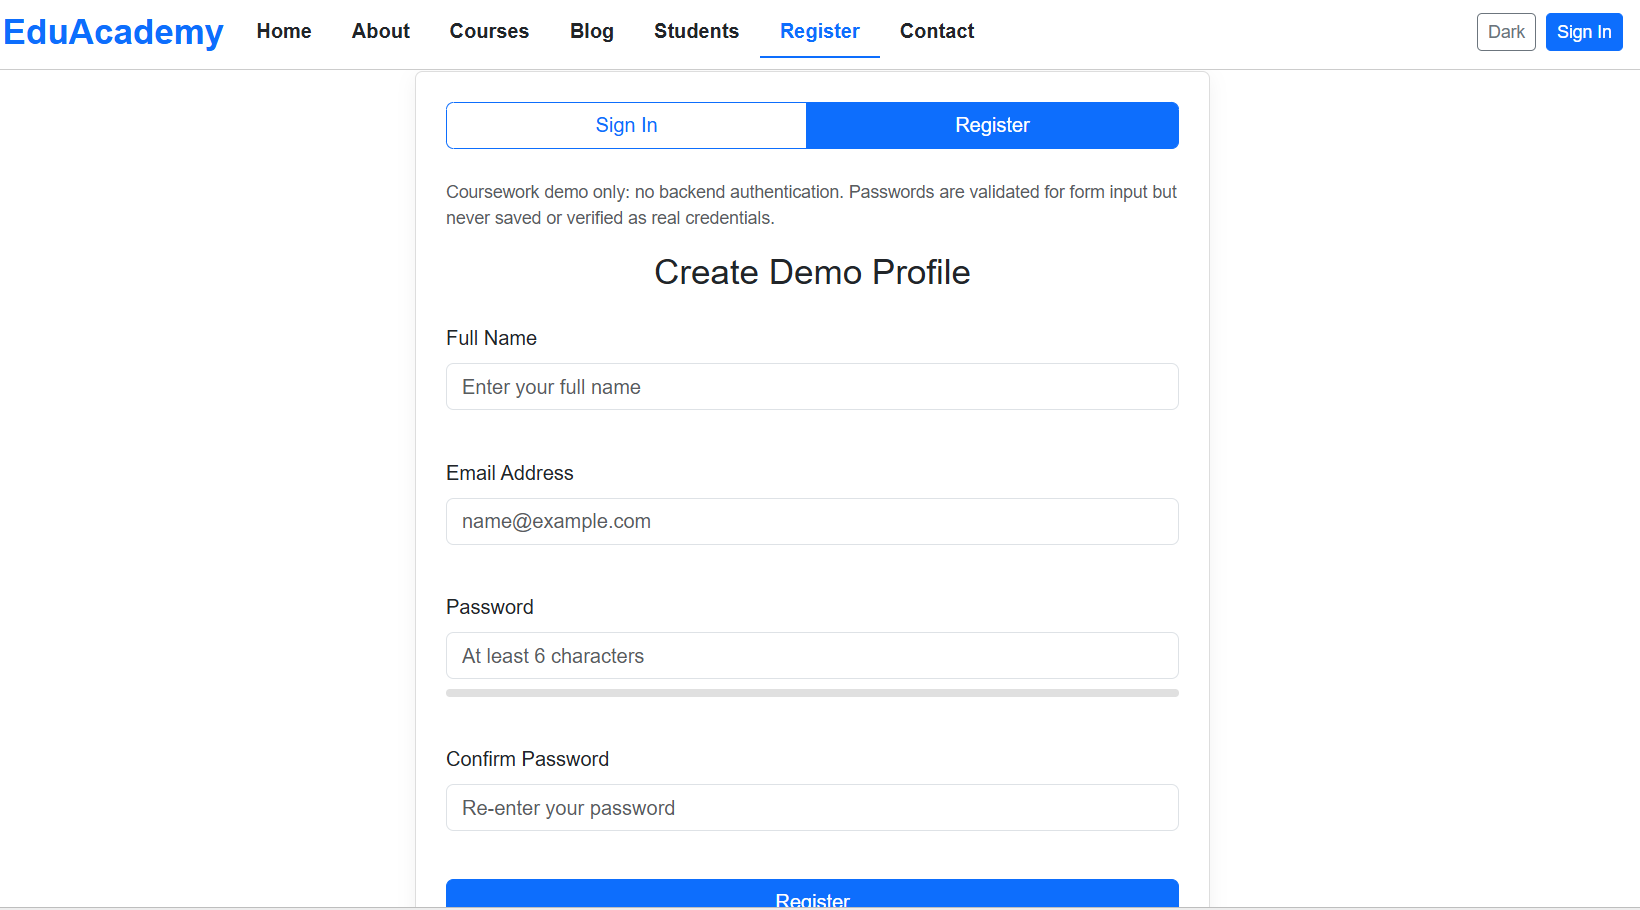 EduAcademy Home About Courses Blog Students Register Contact Dark Sign In
Sign In Register
Coursework demo only: no backend authentication. Passwords are validated for form input but
never saved or verified as real credentials.
Create Demo Profile
Full Name
Enter your full name
Email Address
name@example.com
Password
At least 6 characters
Confirm Password
Re-enter your password
Register